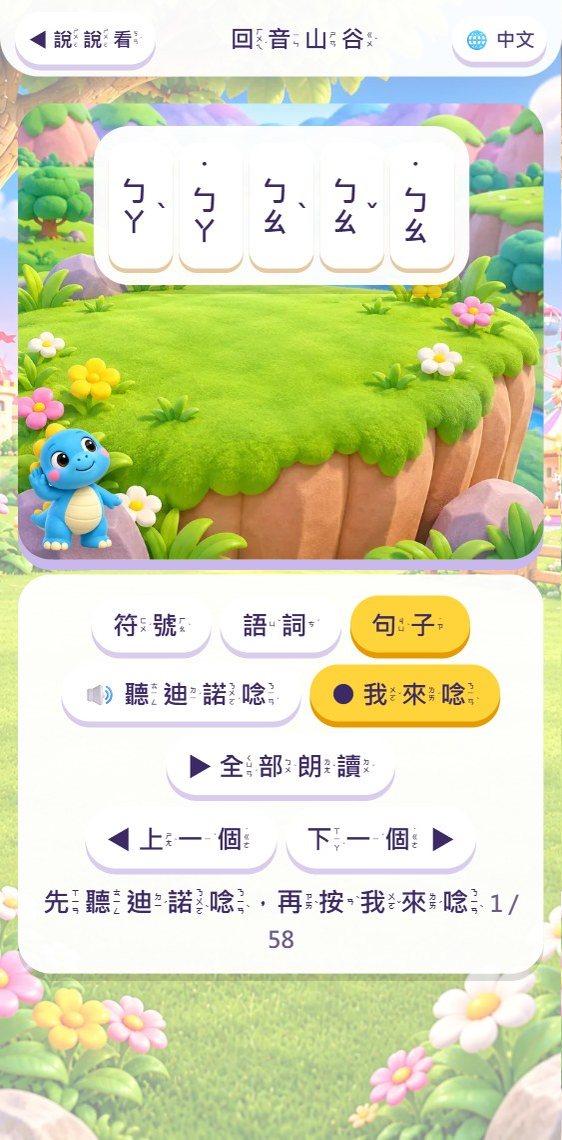 ◀ 說說看
回音山谷
中文
ㄅㄚˋ ˙ㄅㄚ ㄅㄠˋ ㄅㄠˇ ˙ㄅㄠ
符號 語詞 句子
聽迪諾唸 ● 我來唸
▶ 全部朗讀
◀ 上一個 下一個 ▶
先聽迪諾唸，再按我來唸 1 /
58